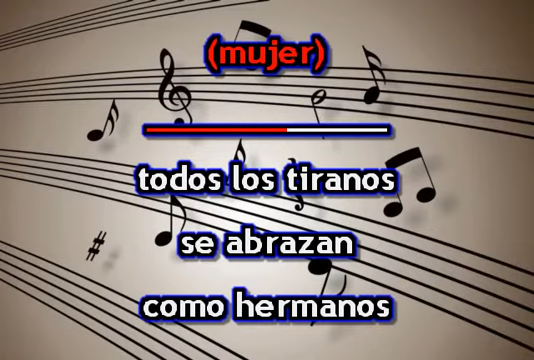 (mujer)
todos los tiranos
se abrazan
como hermanos